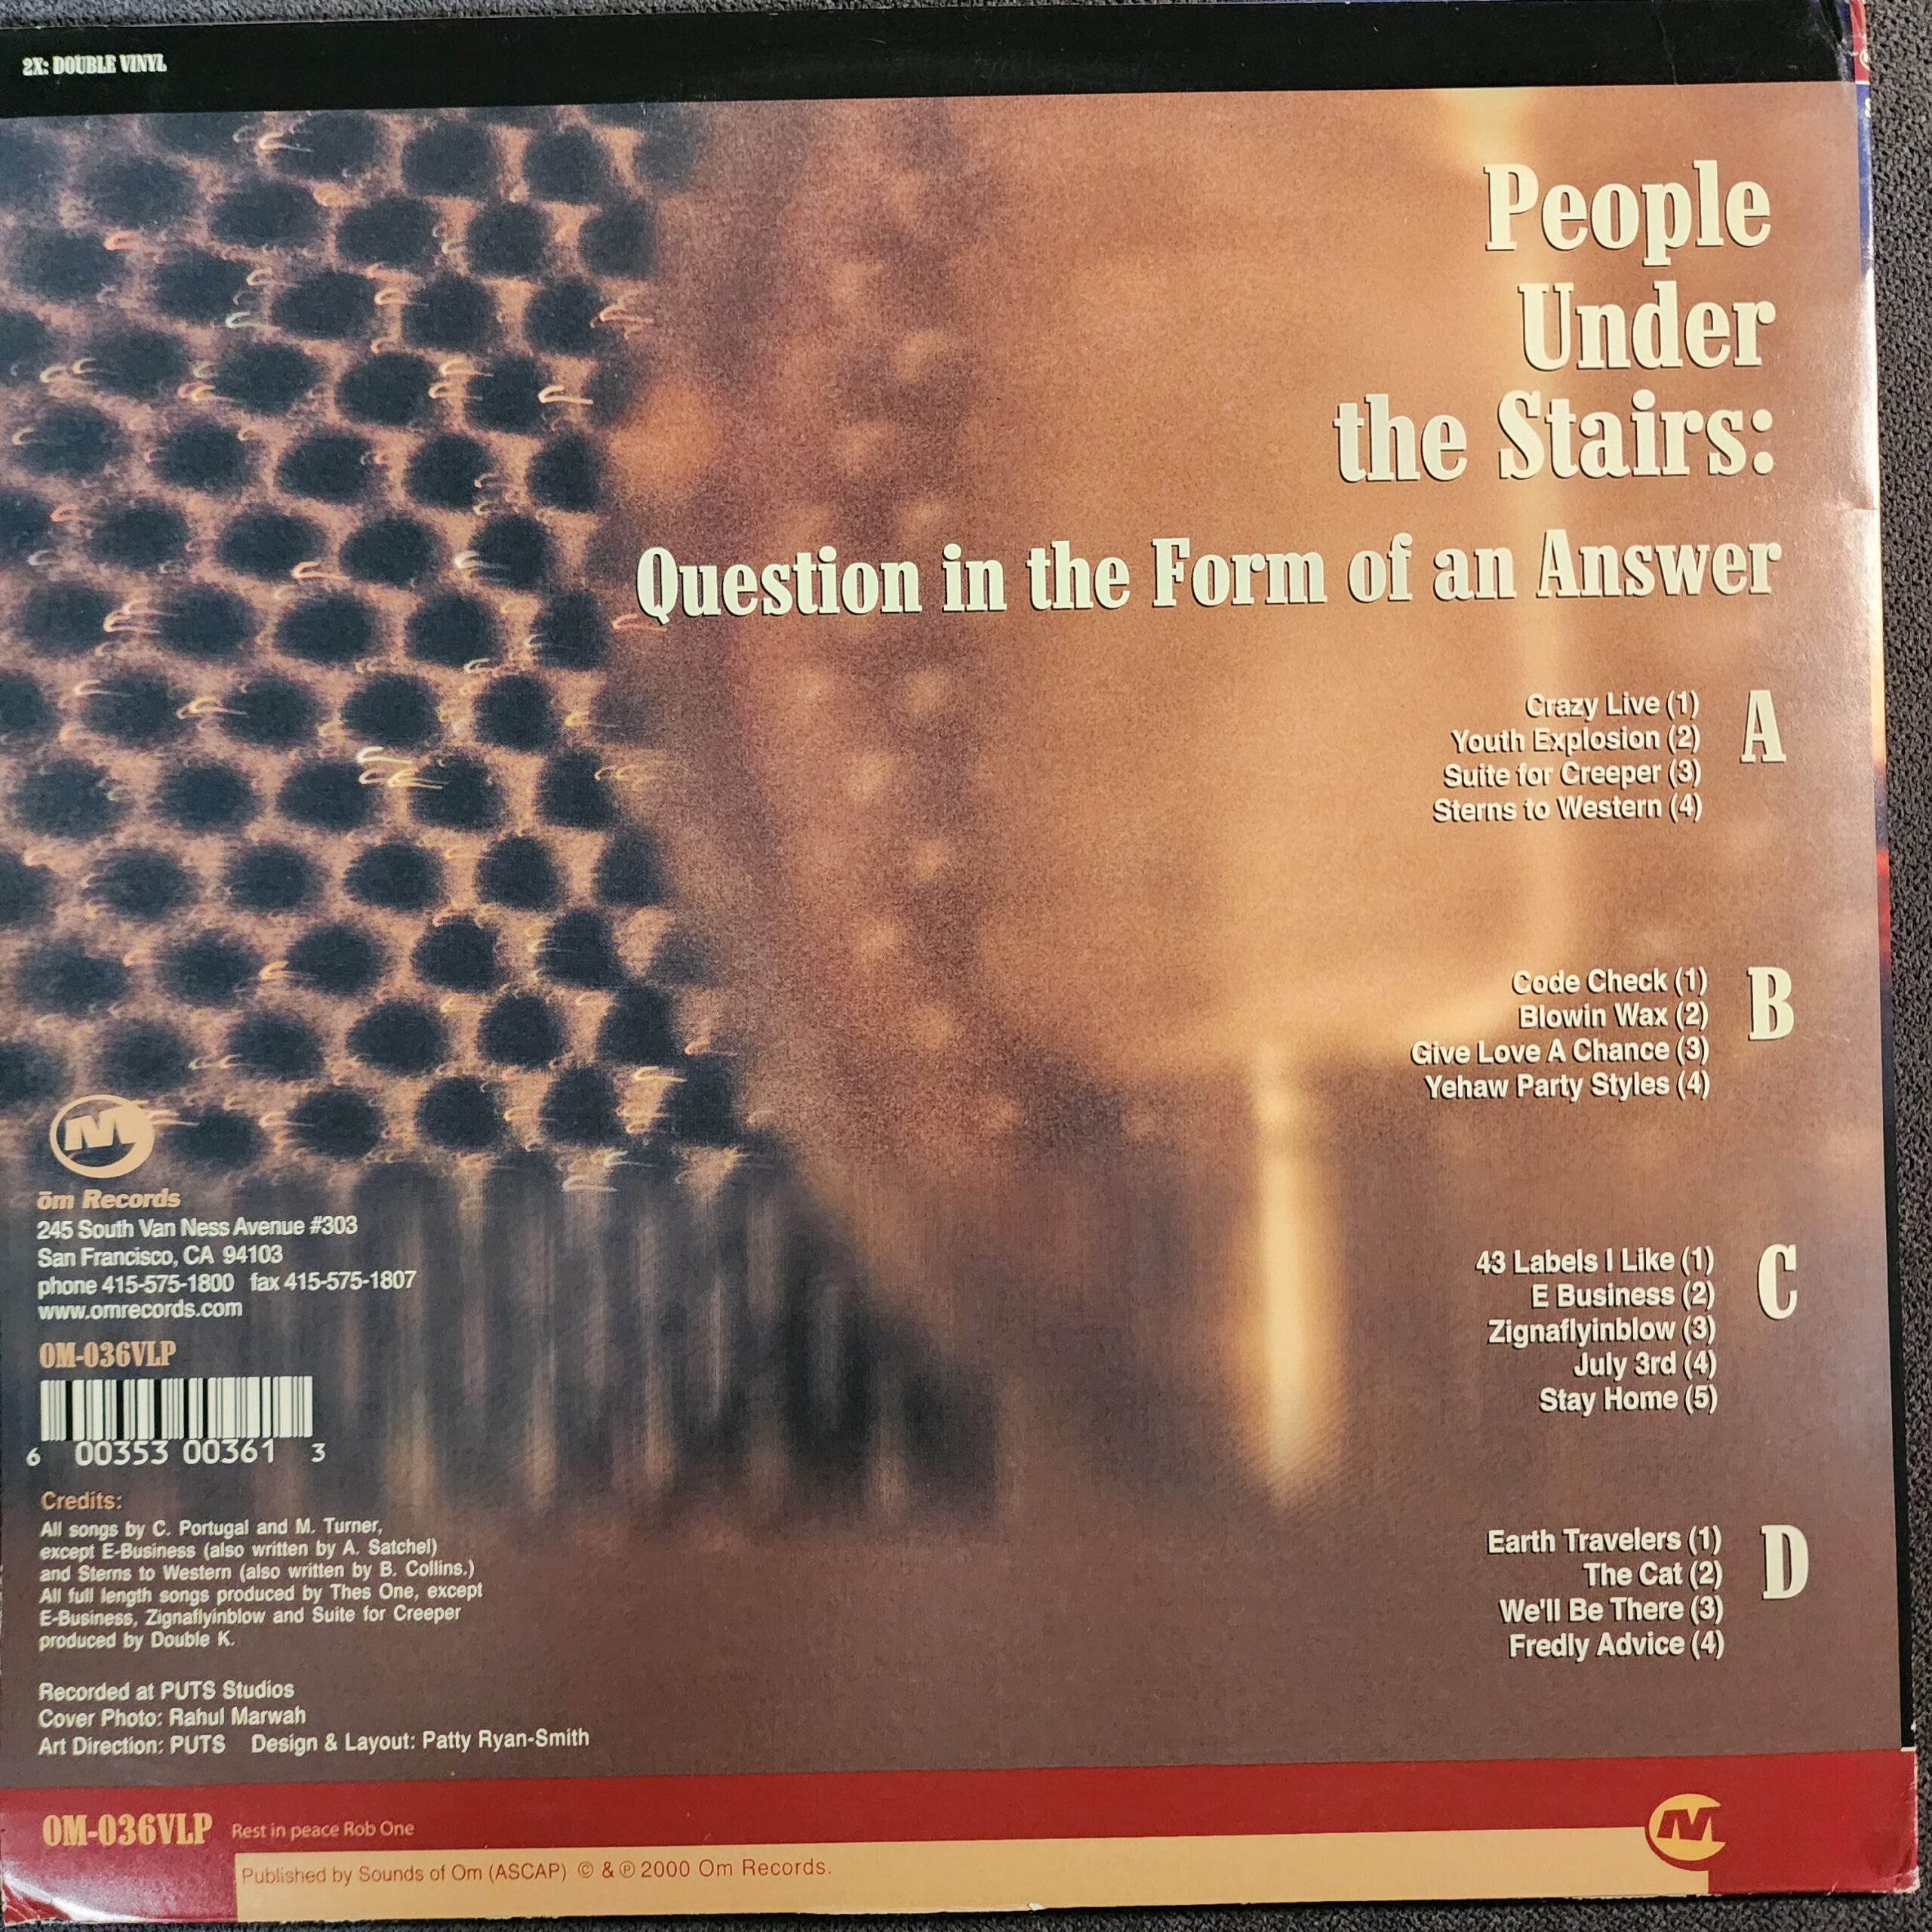 2X: DOUBLE VINYL
People
Under
the Stairs:
Question in the Form of an Answer
A
Crazy Live (1)
Youth Explosion (2)
Suite for Creeper (3)
Sterns to Western (4)
B
Code Check (1)
Blowin Wax (2)
Give Love A Chance (3)
Yehaw Party Styles (4)
C
43 Labels I Like (1)
E Business (2)
Zignaflyinblow (3)
July 3rd (4)
Stay Home (5)
D
Earth Travelers (1)
The Cat (2)
We'll Be There (3)
Fredly Advice (4)
OM
ōm Records
245 South Van Ness Avenue #303
San Francisco, CA 94103
phone 415-575-1800 fax 415-575-1807
www.omrecords.com
OM-036VLP
6 00353 00361 3
Credits:
All songs by C. Portugal and M. Turner,
except E-Business (also written by A. Satchel)
and Sterns to Western (also written by B. Collins.)
All full length songs produced by Thes One, except
E-Business, Zignaflyinblow and Suite for Creeper
produced by Double K.
Recorded at PUTS Studios
Cover Photo: Rahul Marwah
Art Direction: PUTS Design & Layout: Patty Ryan-Smith
OM-036VLP Rest in peace Rob One
OM
Published by Sounds of Om (ASCAP) © & ℗ 2000 Om Records.